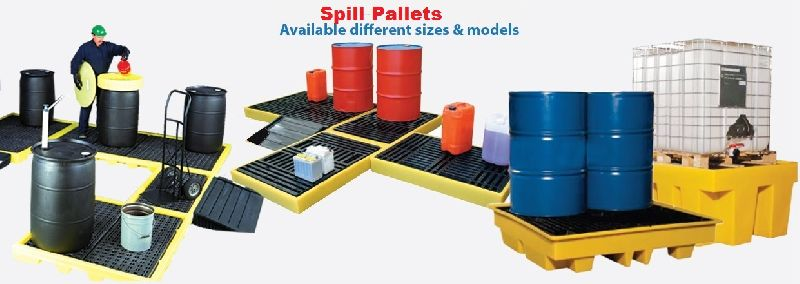 Spill Pallets
Available different sizes & models